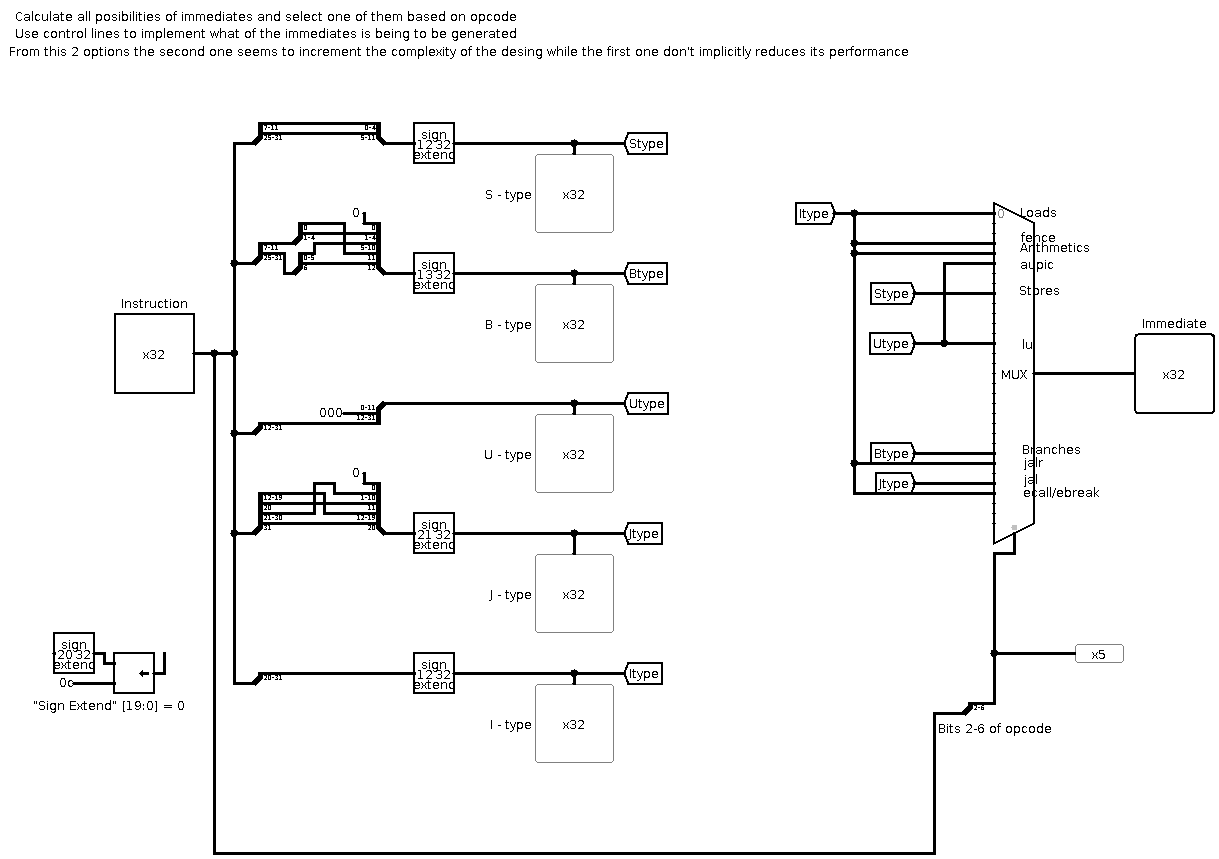 Calculate all posibilities of immediates and select one of them based on opcode
Use control lines to implement what of the immediates is being to be generated
From this 2 options the second one seems to increment the complexity of the desing while the first one don't implicitly reduces its performance
7-11
25-31
0-4
5-11
sign
12 32
extend
Stype
S - type
x32
0
7-11
25-31
0
1-4
0-5
6
0
1-4
5-10
11
12
sign
13 32
extend
Btype
B - type
x32
Instruction
x32
000
12-31
0-11
12-31
Utype
U - type
x32
0
12-19
20
21-30
31
0
1-10
11
12-19
20
sign
21 32
extend
Jtype
J - type
x32
20-31
sign
12 32
extend
Itype
I - type
x32
sign
20 32
extend
0c
"Sign Extend" [19:0] = 0
Itype
0
Loads
fence
Arithmetics
aupic
Stype
Stores
Utype
lu
MUX
Immediate
x32
Btype
Branches
jalr
Jtype
jal
ecall/ebreak
x5
2-6
Bits 2-6 of opcode